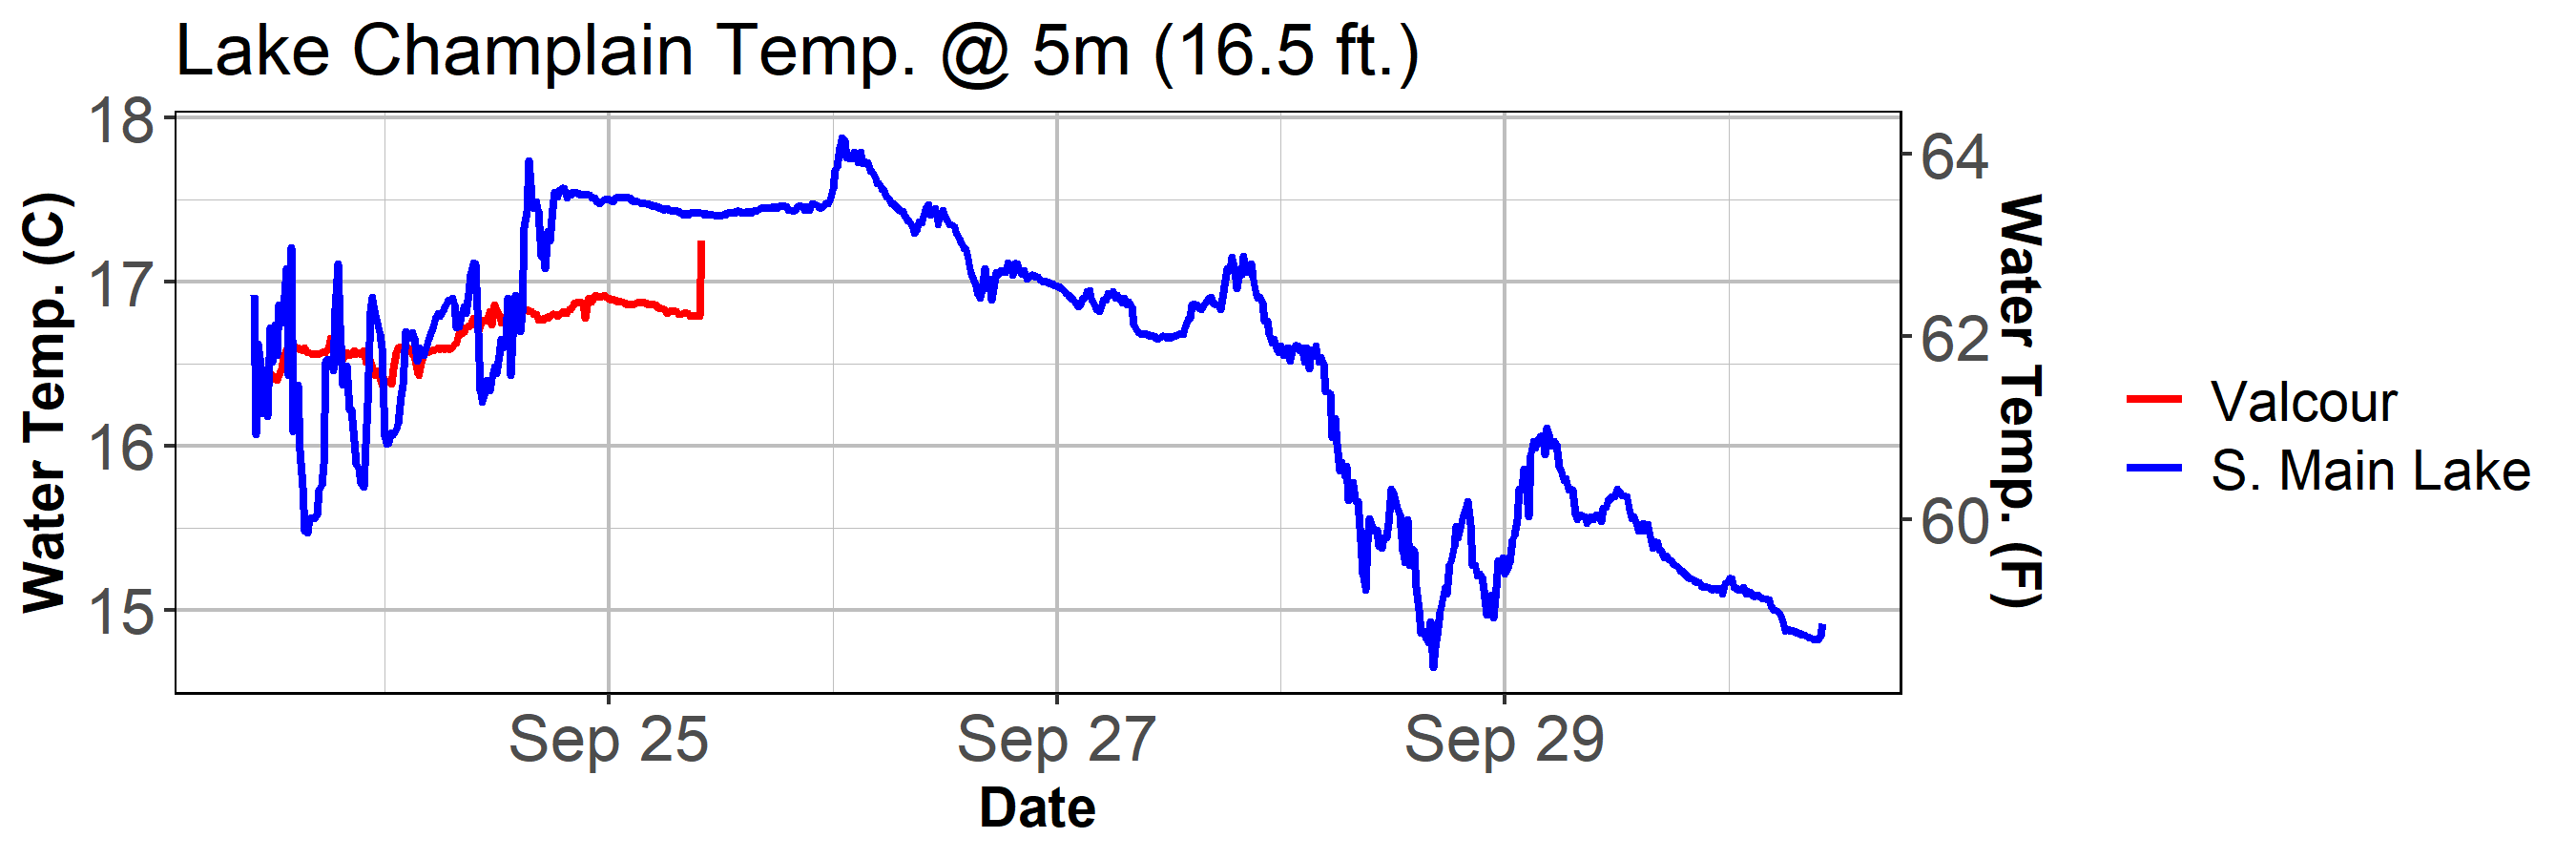 Lake Champlain Temp. @ 5m (16.5 ft.)
Water Temp. (C)
18
17
16
15
64
62
60
Water Temp. (F)
Sep 25
Sep 27
Sep 29
Date
Valcour
S. Main Lake